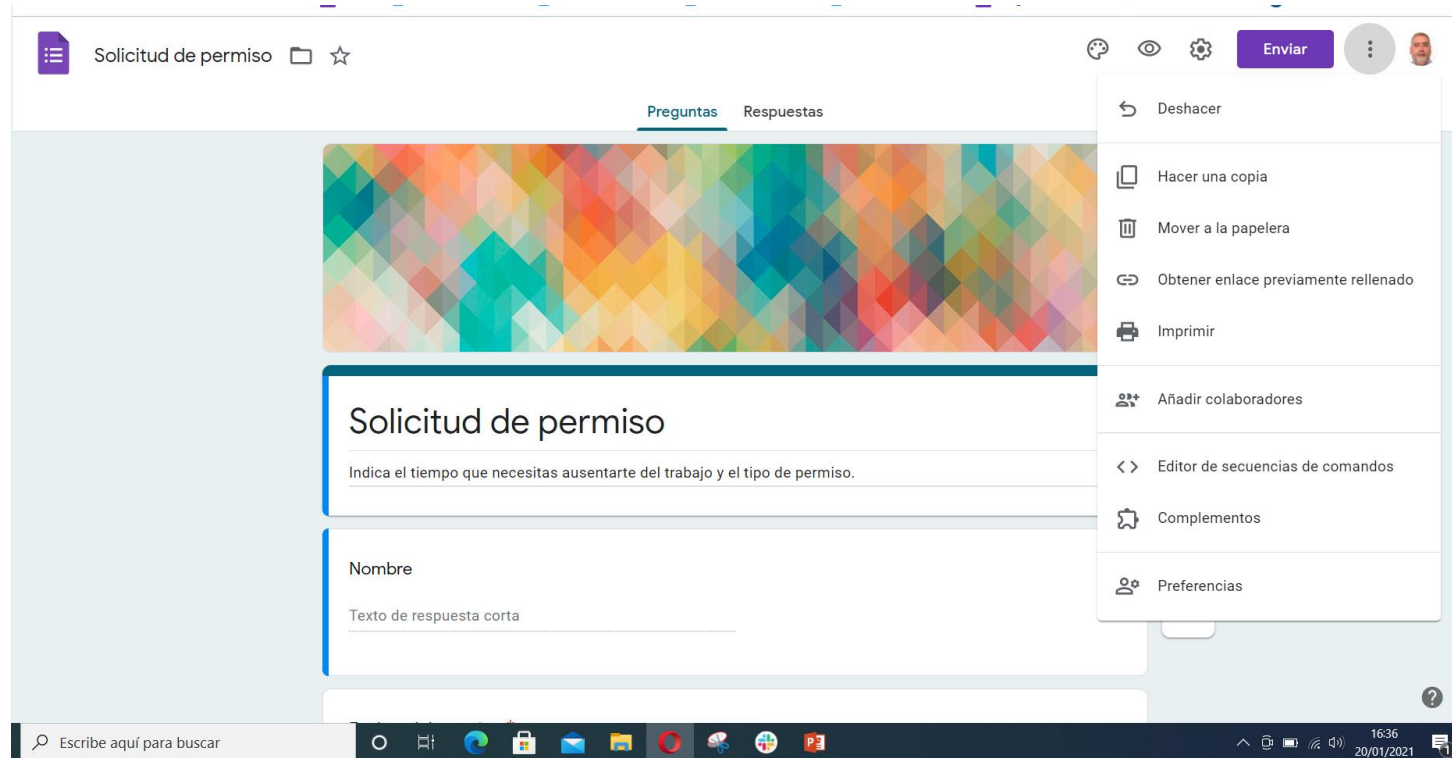 Solicitud de permiso
Enviar
Preguntas Respuestas
Deshacer
Hacer una copia
Mover a la papelera
Obtener enlace previamente rellenado
Imprimir
Añadir colaboradores
Editor de secuencias de comandos
Complementos
Preferencias
Solicitud de permiso
Indica el tiempo que necesitas ausentarte del trabajo y el tipo de permiso.
Nombre
Texto de respuesta corta
Escribe aquí para buscar
16:36
20/01/2021
1